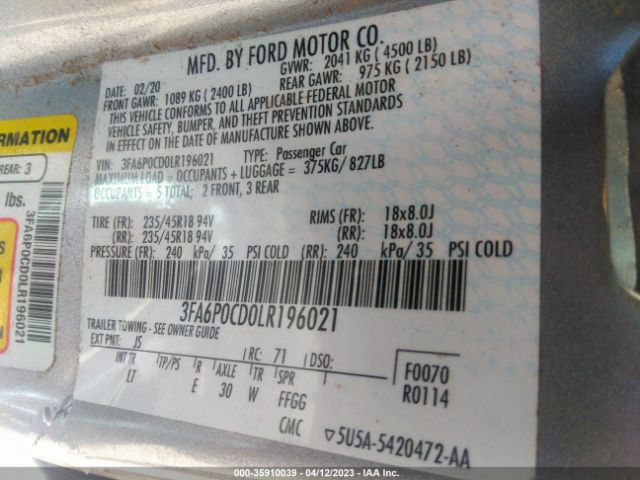 MFD. BY FORD MOTOR CO.
DATE: 02/20 GVWR: 2041 KG (4500 LB)
FRONT GAWR: 1089 KG (2400 LB) REAR GAWR: 975 KG (2150 LB)
THIS VEHICLE CONFORMS TO ALL APPLICABLE FEDERAL MOTOR
VEHICLE SAFETY, BUMPER, AND THEFT PREVENTION STANDARDS
IN EFFECT ON THE DATE OF MANUFACTURE SHOWN ABOVE.
VIN: 3FA6P0CD0LR196021 TYPE: Passenger Car
MAXIMUM LOAD = OCCUPANTS + LUGGAGE = 375KG/827LB
OCCUPANTS = 5 TOTAL; 2 FRONT, 3 REAR
TIRE (FR): 235/45R18 94V RIMS (FR): 18x8.0J
(RR): 235/45R18 94V (RR): 18x8.0J
PRESSURE (FR): 240 kPa/ 35 PSI COLD (RR): 240 kPa/ 35 PSI COLD
3FA6P0CD0LR196021
TRAILER TOWING - SEE OWNER GUIDE
EXT PNT: JS RC: 71 DSO:
INT TR TP/PS R AXLE TR SPR
LT E 30 W FFGG
CMC
F0070
R0114
5U5A-5420472-AA
ORMATION
REAR: 3
lbs.
3FA6P0CD0LR196021
000-35910039 - 04/12/2023 - IAA Inc.